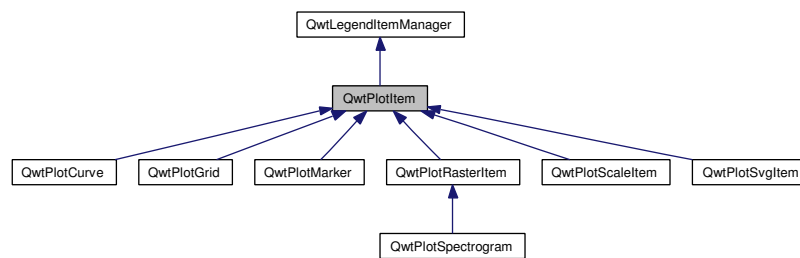 QwtLegendItemManager
QwtPlotItem
QwtPlotCurve QwtPlotGrid QwtPlotMarker QwtPlotRasterItem QwtPlotScaleItem QwtPlotSvgItem
QwtPlotSpectrogram